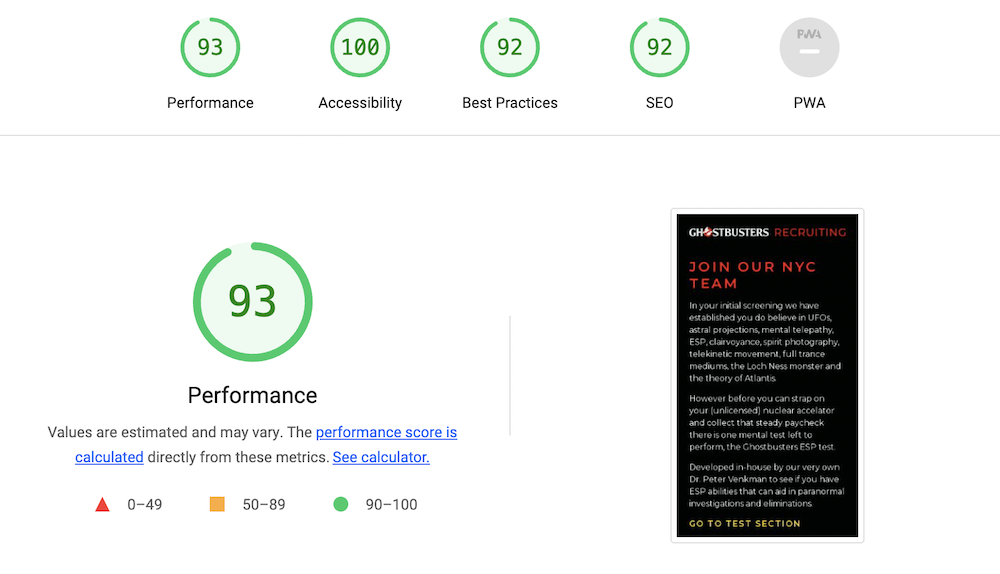 93
100
92
92
PWA
Performance
Accessibility
Best Practices
SEO
PWA
93
Performance
Values are estimated and may vary. The performance score is
calculated directly from these metrics. See calculator.
0–49
50–89
90–100
GHOSTBUSTERS RECRUITING
JOIN OUR NYC
TEAM
In your initial screening we have
established you do believe in UFOs,
astral projections, mental telepathy,
ESP, clairvoyance, spirit photography,
telekinetic movement, full trance
mediums, the Loch Ness monster and
the theory of Atlantis.
However before you can strap on
your (unlicensed) nuclear accelator
and collect that steady paycheck
there is one mental test left to
perform, the Ghostbusters ESP test.
Developed in-house by our very own
Dr. Peter Venkman to see if you have
ESP abilities that can aid in paranormal
investigations and eliminations.
GO TO TEST SECTION